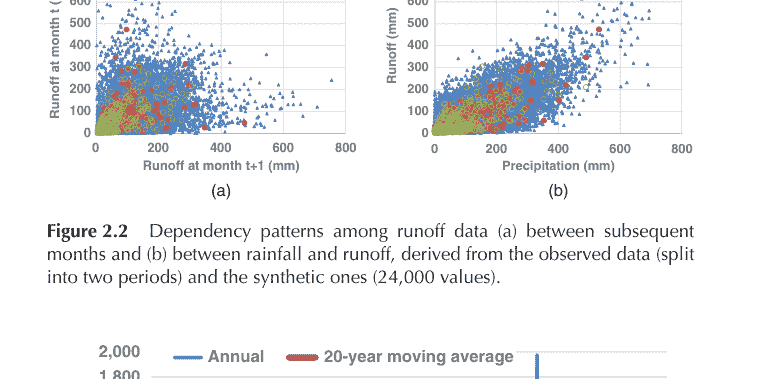 600
500
400
300
200
100
0
Runoff at month t (
0 200 400 600 800
Runoff at month t+1 (mm)
(a)
600
500
400
300
200
100
0
Runoff (mm)
0 200 400 600 800
Precipitation (mm)
(b)
Figure 2.2 Dependency patterns among runoff data (a) between subsequent
months and (b) between rainfall and runoff, derived from the observed data (split
into two periods) and the synthetic ones (24,000 values).
2,000
Annual 20-year moving average
1,800